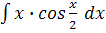 ∫ x · cos x/2 dx